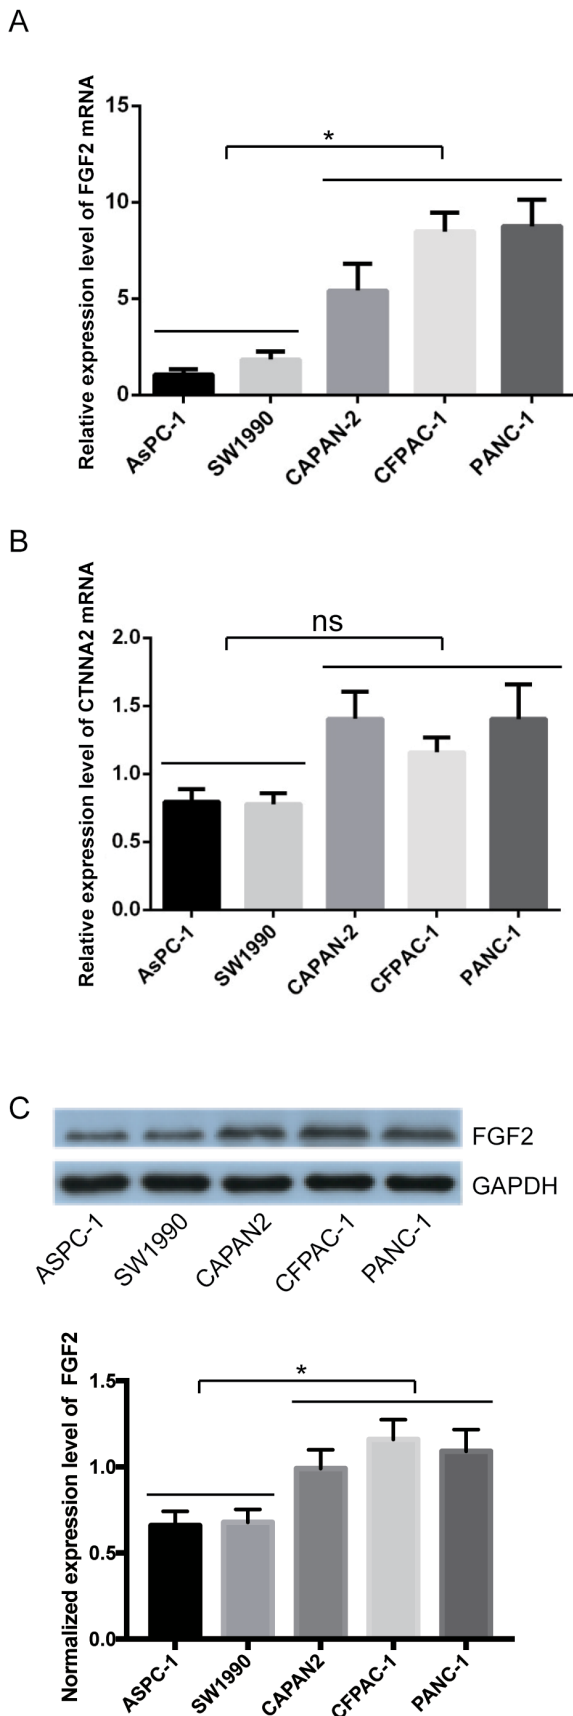 A
Relative expression level of FGF2 mRNA
15
10
5
0
*
AsPC-1
SW1990
CAPAN-2
CFPAC-1
PANC-1
B
Relative expression level of CTNNA2 mRNA
2.0
1.5
1.0
0.5
0.0
ns
AsPC-1
SW1990
CAPAN-2
CFPAC-1
PANC-1
C
FGF2
GAPDH
ASPC-1
SW1990
CAPAN2
CFPAC-1
PANC-1
Normalized expression level of FGF2
1.5
1.0
0.5
0.0
*
ASPC-1
SW1990
CAPAN2
CFPAC-1
PANC-1